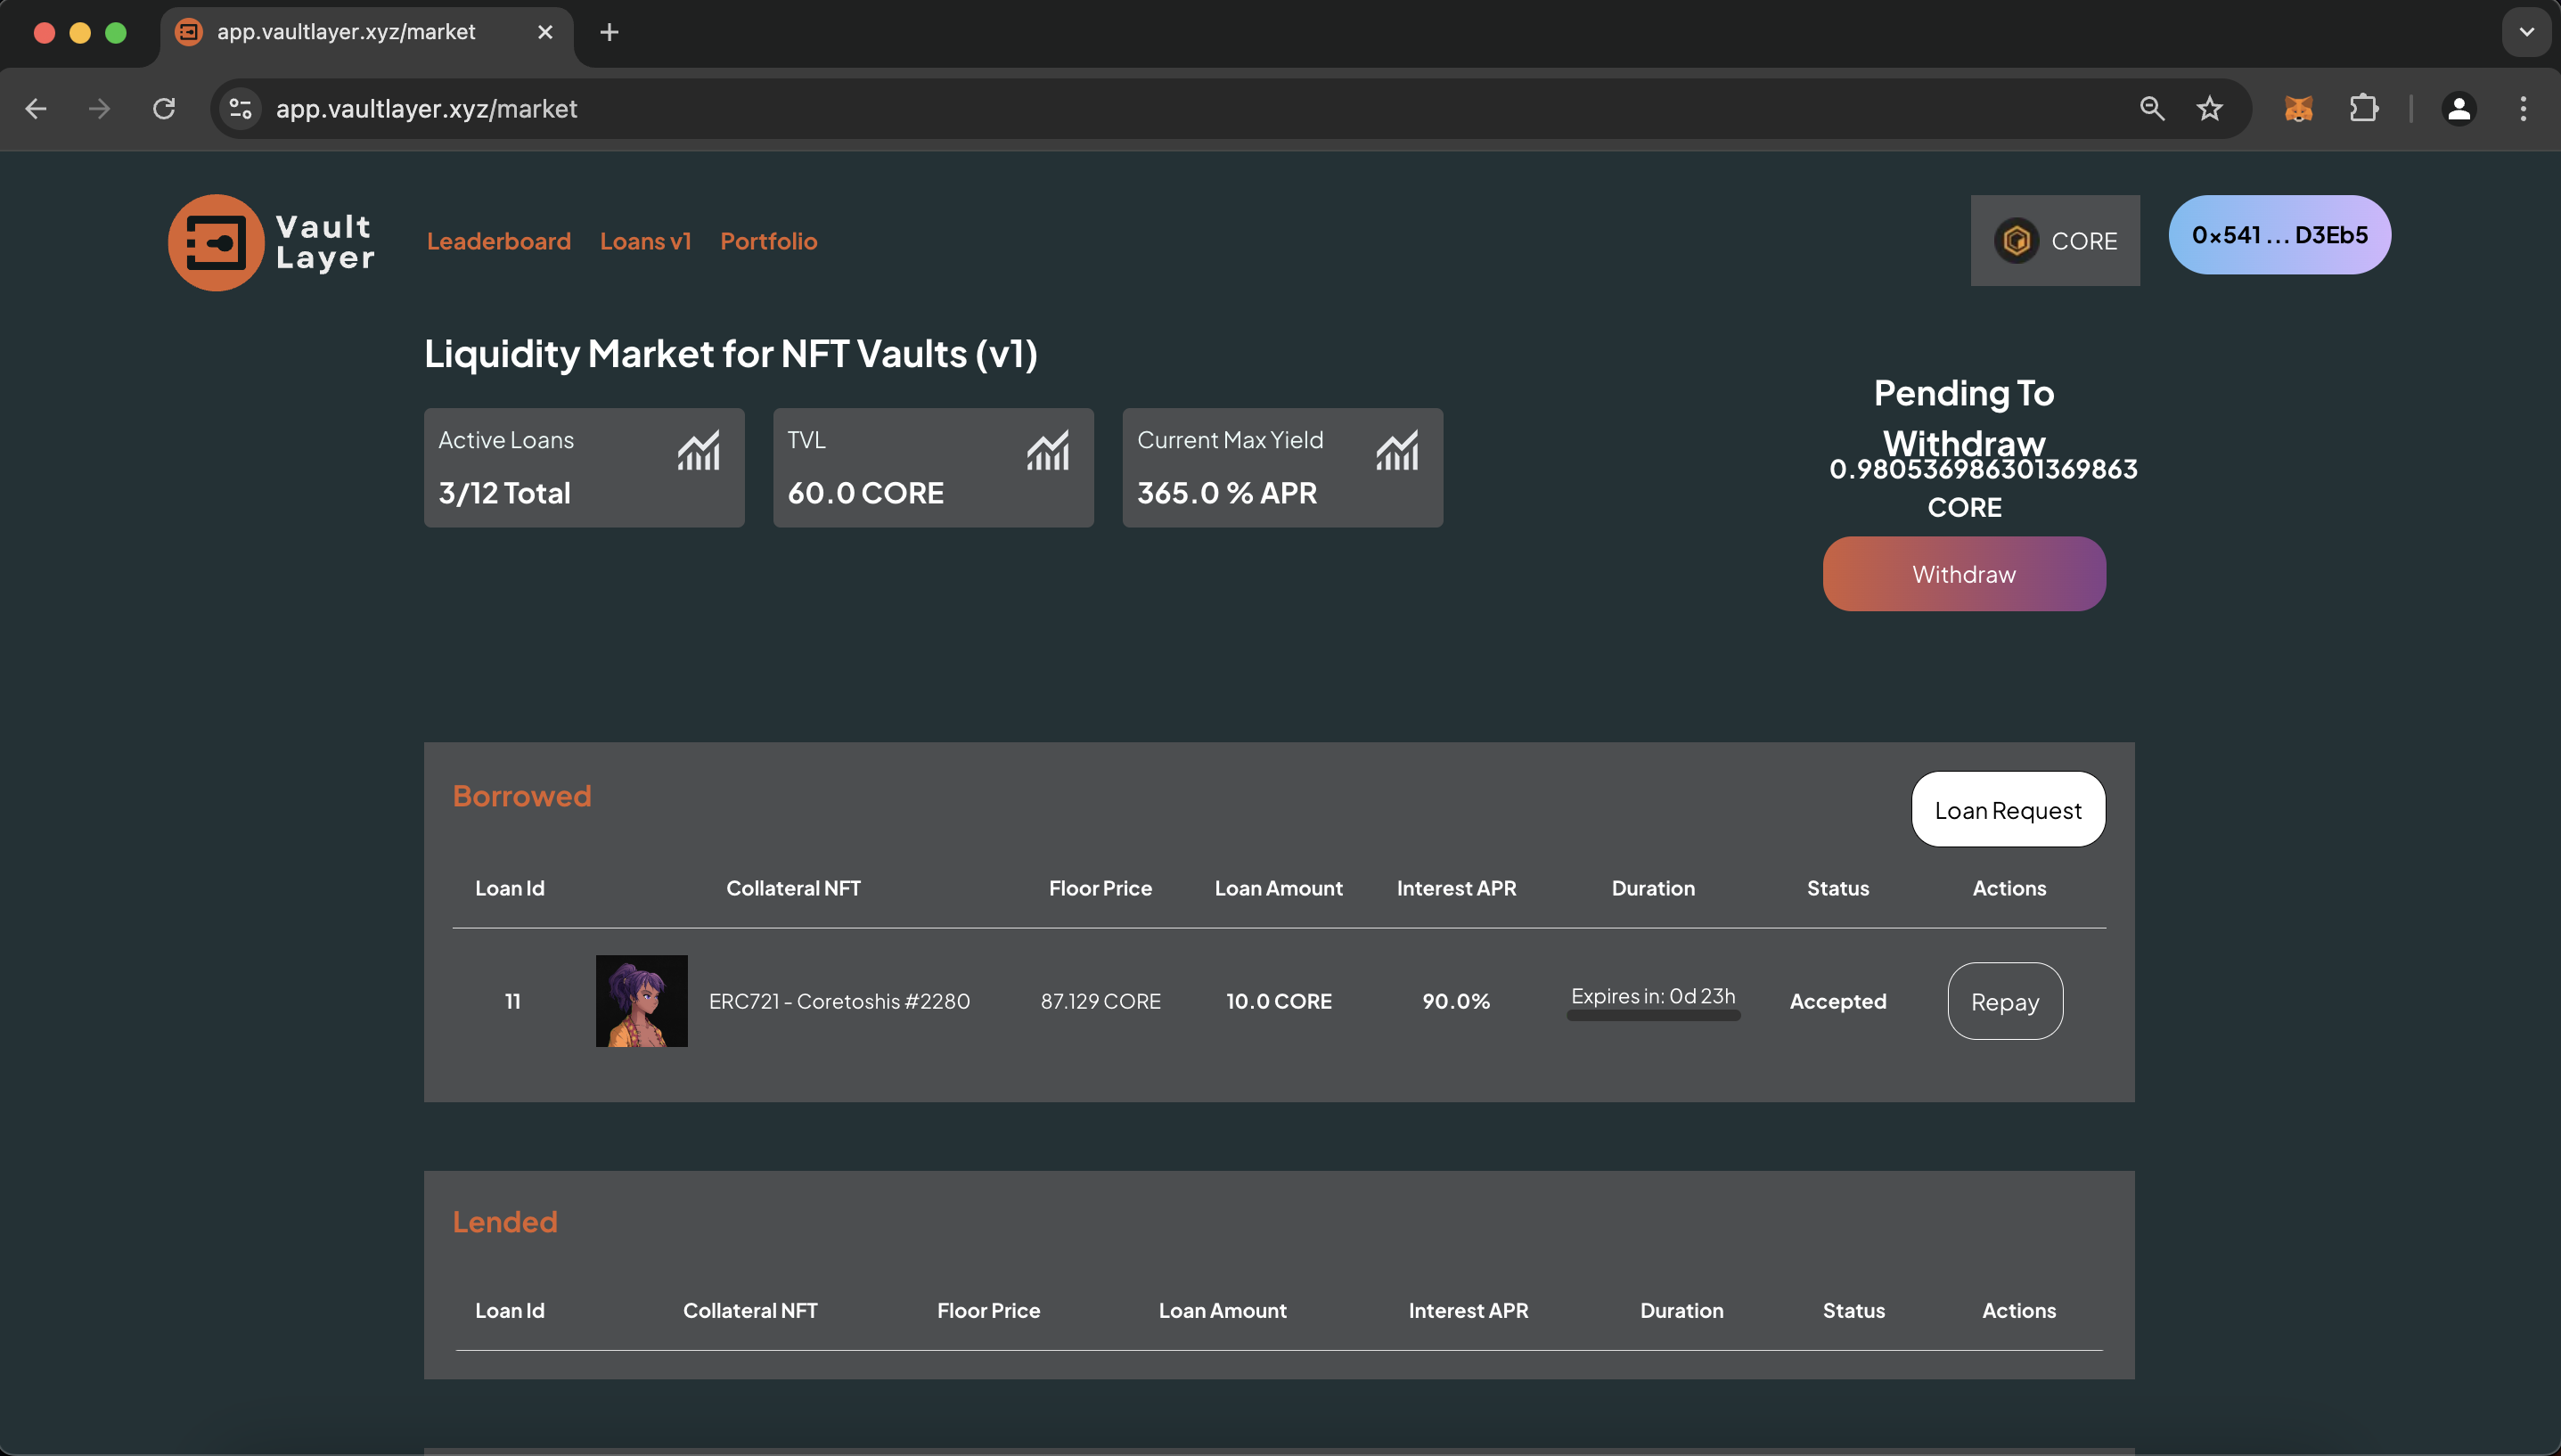 app.vaultlayer.xyz/market
app.vaultlayer.xyz/market
Vault
Layer
Leaderboard
Loans v1
Portfolio
CORE
0x541 ... D3Eb5
Liquidity Market for NFT Vaults (v1)
Active Loans
3/12 Total
TVL
60.0 CORE
Current Max Yield
365.0 % APR
Pending To
Withdraw
0.980536986301369863
CORE
Withdraw
Borrowed
Loan Request
Loan Id Collateral NFT Floor Price Loan Amount Interest APR Duration Status Actions
11 ERC721 - Coretoshis #2280 87.129 CORE 10.0 CORE 90.0% Expires in: 0d 23h Accepted Repay
Lended
Loan Id Collateral NFT Floor Price Loan Amount Interest APR Duration Status Actions